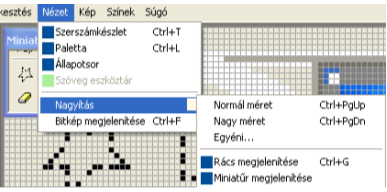 kesztés Nézet Kép Színek Súgó
Miniat
Szerszámkészlet Ctrl+T
Paletta Ctrl+L
Állapotsor
Szöveg eszköztár
Nagyítás
Bitkép megjelenítése Ctrl+F
Normál méret Ctrl+PgUp
Nagy méret Ctrl+PgDn
Egyéni...
Rács megjelenítése Ctrl+G
Miniatűr megjelenítése